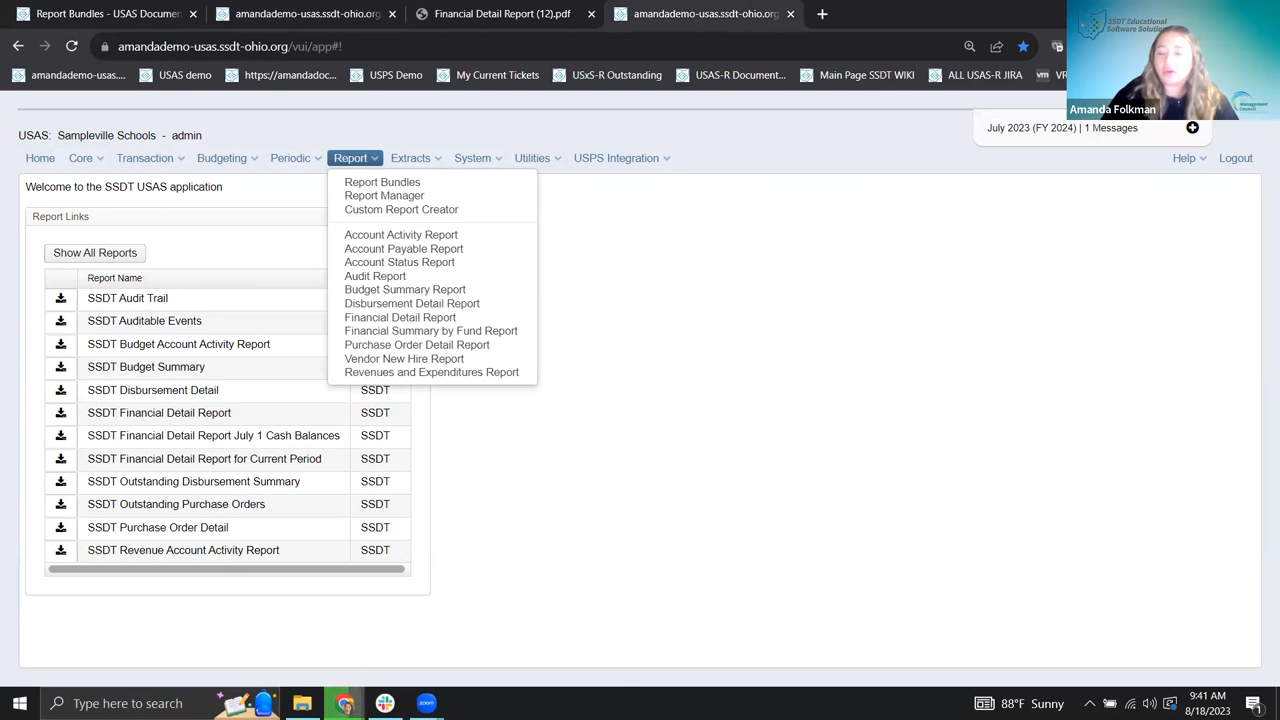 USxS-R - Report Bundles
Document
amandademo-usas.ssdt-ohio.org/
Financial Detail Report (12).pdf
amandademo-usas.ssdt-ohio.org/
amandademo-usas.ssdt-ohio.org/vui/app#!
amandademo-usas....
USAS demo
https://amandadoc...
USPS Demo
My Current Tickets
USxS-R Outstanding
USAS-R Document...
Main Page SSDT WIKI
ALL USAS-R JIRA
SSDT Educational
Software Solutions
Management
Council
Amanda Folkman
USAS: Sampleville Schools - admin
July 2023 (FY 2024) | 1 Messages
Home
Core
Transaction
Budgeting
Periodic
Report
Extracts
System
Utilities
USPS Integration
Help
Logout
Welcome to the SSDT USAS application
Report Links
Show All Reports
Report Name
SSDT Audit Trail
SSDT Auditable Events
SSDT Budget Account Activity Report
SSDT Budget Summary
SSDT Disbursement Detail SSDT
SSDT Financial Detail Report SSDT
SSDT Financial Detail Report July 1 Cash Balances SSDT
SSDT Financial Detail Report for Current Period SSDT
SSDT Outstanding Disbursement Summary SSDT
SSDT Outstanding Purchase Orders SSDT
SSDT Purchase Order Detail SSDT
SSDT Revenue Account Activity Report SSDT
Report Bundles
Report Manager
Custom Report Creator
Account Activity Report
Account Payable Report
Account Status Report
Audit Report
Budget Summary Report
Disbursement Detail Report
Financial Detail Report
Financial Summary by Fund Report
Purchase Order Detail Report
Vendor New Hire Report
Revenues and Expenditures Report
Type here to search
zoom
88°F Sunny
9:41 AM
8/18/2023
1